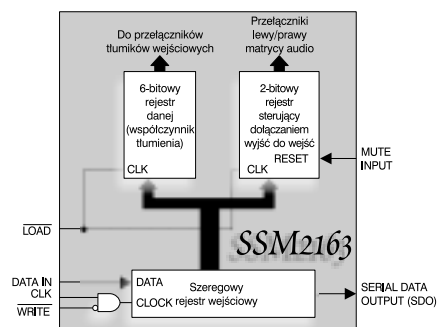 Do przełączników
tłumików wejściowych
Przełączniki
lewy/prawy
matrycy audio
6-bitowy
rejestr
danej
(współczynnik
tłumienia)
CLK
2-bitowy
rejestr
sterujący
dołączaniem
wyjść do wejść
RESET
CLK
MUTE
INPUT
LOAD
SSM2163
DATA IN
CLK
WRITE
DATA
CLOCK
Szeregowy
rejestr wejściowy
SERIAL DATA
OUTPUT (SDO)